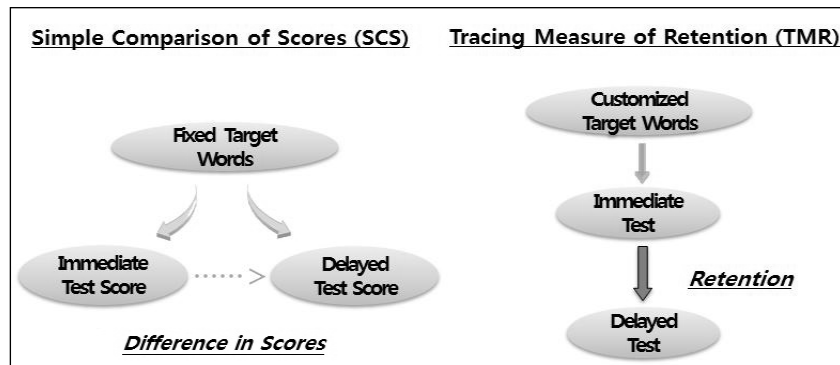 Simple Comparison of Scores (SCS)
Fixed Target
Words
Immediate
Test Score
Delayed
Test Score
Difference in Scores
Tracing Measure of Retention (TMR)
Customized
Target Words
Immediate
Test
Retention
Delayed
Test